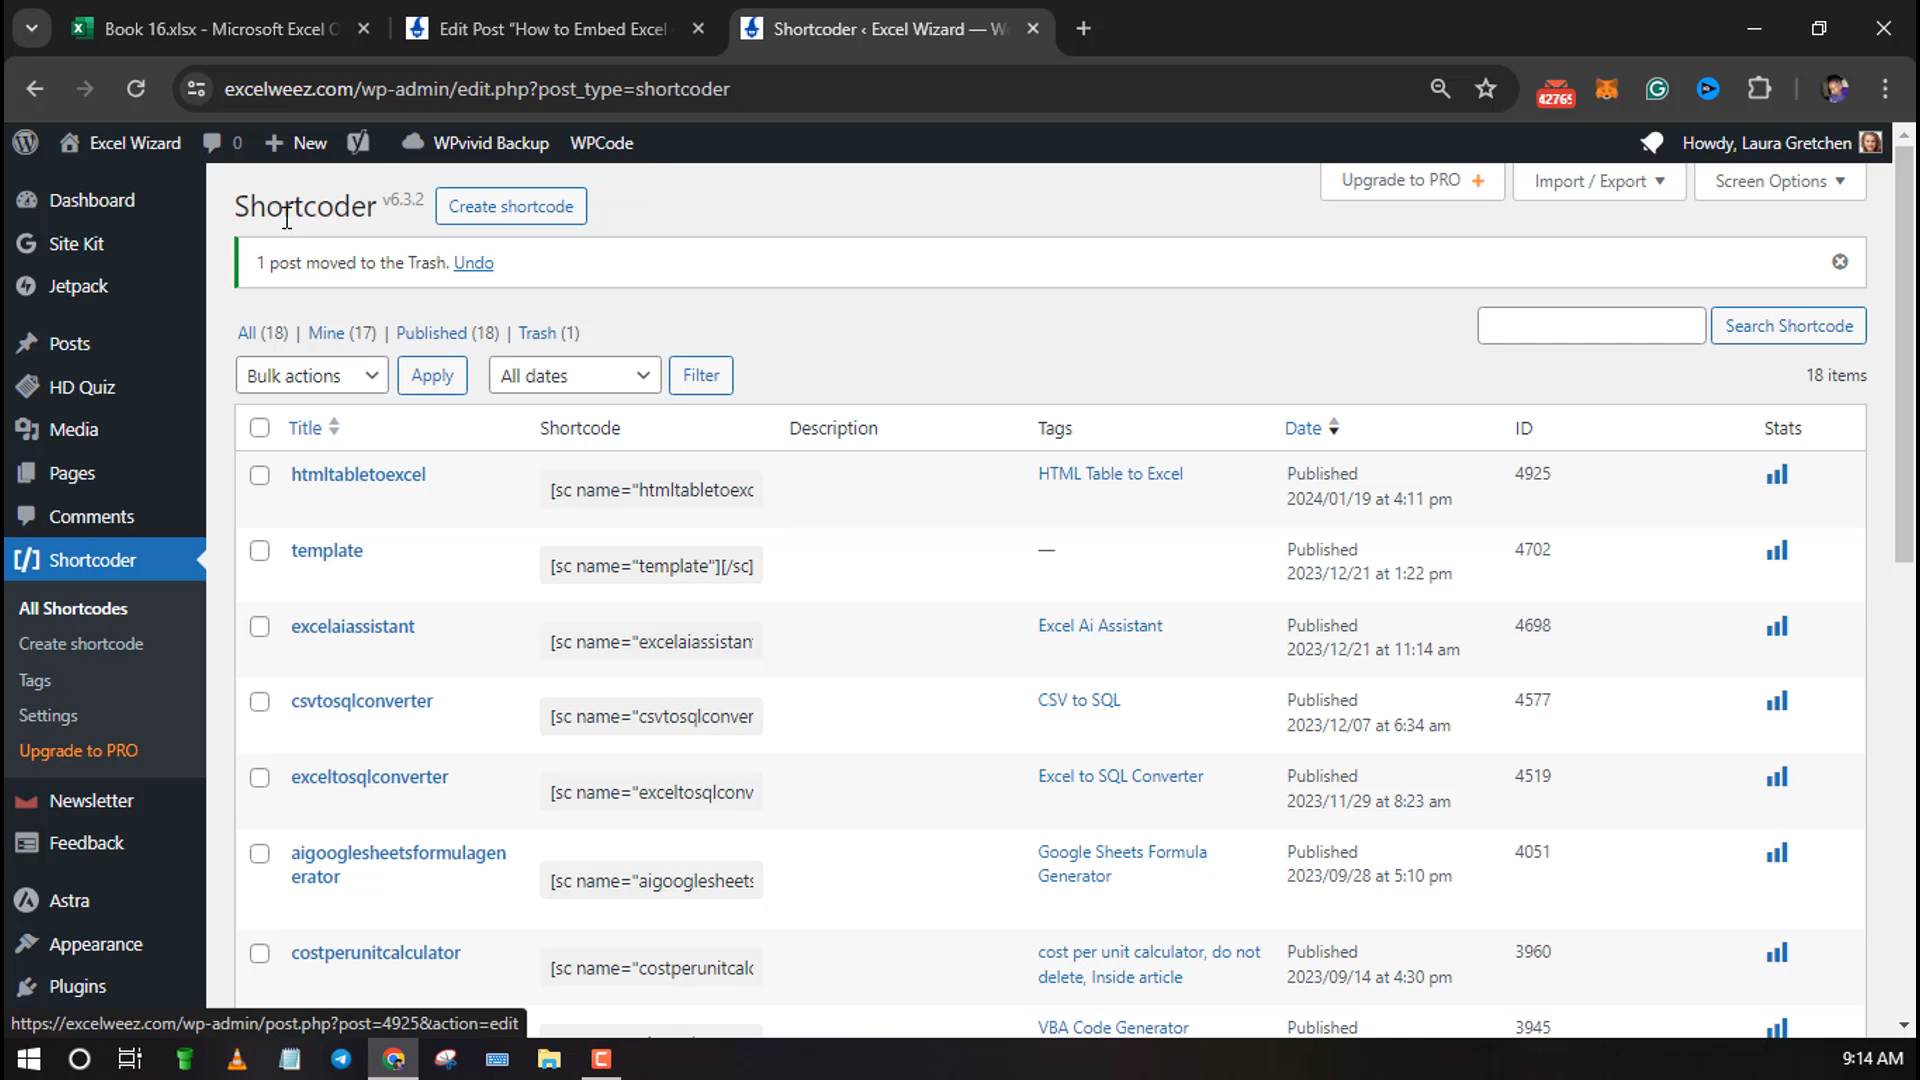 Book 16.xlsx - Microsoft Excel O
Edit Post "How to Embed Excel
Shortcoder ‹ Excel Wizard — W
excelweez.com/wp-admin/edit.php?post_type=shortcoder
42765
Excel Wizard
0
New
WPvivid Backup
WPCode
Howdy, Laura Gretchen
Dashboard
Site Kit
Jetpack
Posts
HD Quiz
Media
Pages
Comments
[/] Shortcoder
All Shortcodes
Create shortcode
Tags
Settings
Upgrade to PRO
Newsletter
Feedback
Astra
Appearance
Plugins
Shortcoder v6.3.2
Create shortcode
Upgrade to PRO +
Import / Export
Screen Options
1 post moved to the Trash. Undo
All (18) | Mine (17) | Published (18) | Trash (1)
Search Shortcode
Bulk actions
Apply
All dates
Filter
18 items
Title Shortcode Description Tags Date ID Stats
htmltabletoexcel [sc name="htmltabletoexc HTML Table to Excel Published 4925
2024/01/19 at 4:11 pm
template [sc name="template"][/sc] — Published 4702
2023/12/21 at 1:22 pm
excelaiassistant [sc name="excelaiassistan Excel Ai Assistant Published 4698
2023/12/21 at 11:14 am
csvtosqlconverter [sc name="csvtosqlconver CSV to SQL Published 4577
2023/12/07 at 6:34 am
exceltosqlconverter [sc name="exceltosqlconv Excel to SQL Converter Published 4519
2023/11/29 at 8:23 am
aigooglesheetsformulagen [sc name="aigooglesheets Google Sheets Formula Published 4051
erator Generator 2023/09/28 at 5:10 pm
costperunitcalculator [sc name="costperunitcalc cost per unit calculator, do not Published 3960
delete, Inside article 2023/09/14 at 4:30 pm
VBA Code Generator Published 3945
https://excelweez.com/wp-admin/post.php?post=4925&action=edit
9:14 AM